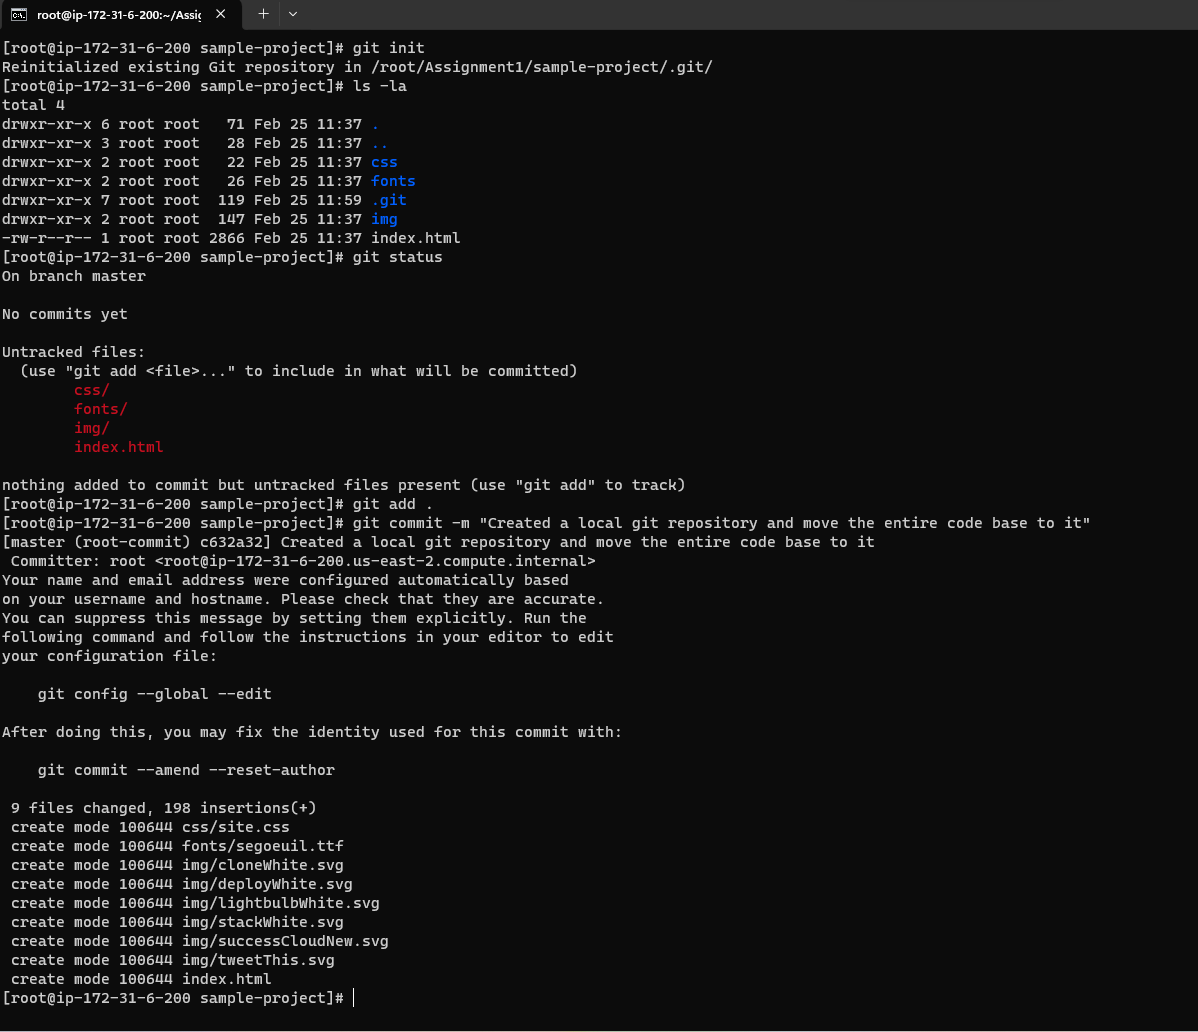 root@ip-172-31-6-200:~/Assig
[root@ip-172-31-6-200 sample-project]# git init
Reinitialized existing Git repository in /root/Assignment1/sample-project/.git/
[root@ip-172-31-6-200 sample-project]# ls -la
total 4
drwxr-xr-x 6 root root   71 Feb 25 11:37 .
drwxr-xr-x 3 root root   28 Feb 25 11:37 ..
drwxr-xr-x 2 root root   22 Feb 25 11:37 css
drwxr-xr-x 2 root root   26 Feb 25 11:37 fonts
drwxr-xr-x 7 root root  119 Feb 25 11:59 .git
drwxr-xr-x 2 root root  147 Feb 25 11:37 img
-rw-r--r-- 1 root root 2866 Feb 25 11:37 index.html
[root@ip-172-31-6-200 sample-project]# git status
On branch master
No commits yet
Untracked files:
  (use "git add <file>..." to include in what will be committed)
        css/
        fonts/
        img/
        index.html
nothing added to commit but untracked files present (use "git add" to track)
[root@ip-172-31-6-200 sample-project]# git add .
[root@ip-172-31-6-200 sample-project]# git commit -m "Created a local git repository and move the entire code base to it"
[master (root-commit) c632a32] Created a local git repository and move the entire code base to it
 Committer: root <root@ip-172-31-6-200.us-east-2.compute.internal>
Your name and email address were configured automatically based
on your username and hostname. Please check that they are accurate.
You can suppress this message by setting them explicitly. Run the
following command and follow the instructions in your editor to edit
your configuration file:
    git config --global --edit
After doing this, you may fix the identity used for this commit with:
    git commit --amend --reset-author
 9 files changed, 198 insertions(+)
 create mode 100644 css/site.css
 create mode 100644 fonts/segoeuil.ttf
 create mode 100644 img/cloneWhite.svg
 create mode 100644 img/deployWhite.svg
 create mode 100644 img/lightbulbWhite.svg
 create mode 100644 img/stackWhite.svg
 create mode 100644 img/successCloudNew.svg
 create mode 100644 img/tweetThis.svg
 create mode 100644 index.html
[root@ip-172-31-6-200 sample-project]#